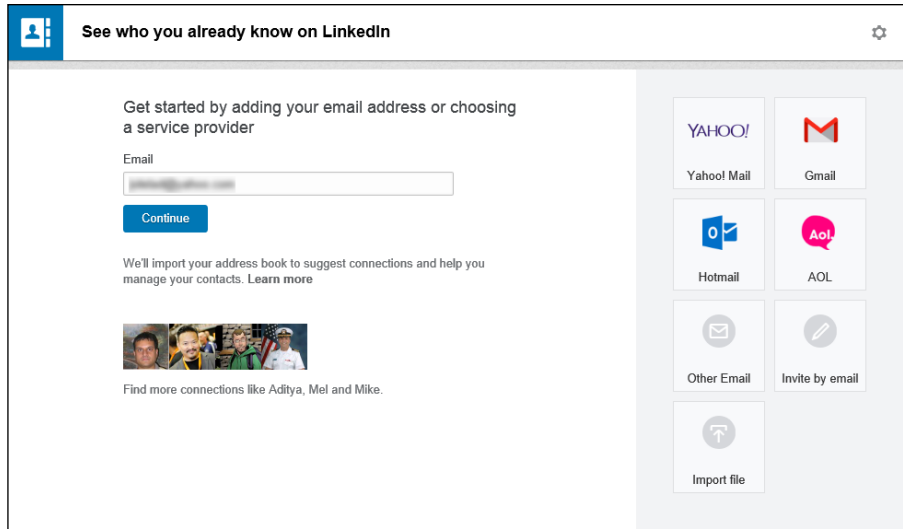 See who you already know on LinkedIn
Get started by adding your email address or choosing
a service provider
Email
Continue
We'll import your address book to suggest connections and help you
manage your contacts. Learn more
Find more connections like Aditya, Mel and Mike.
YAHOO!
Yahoo! Mail
Gmail
Hotmail
Aol.
AOL
Other Email
Invite by email
Import file